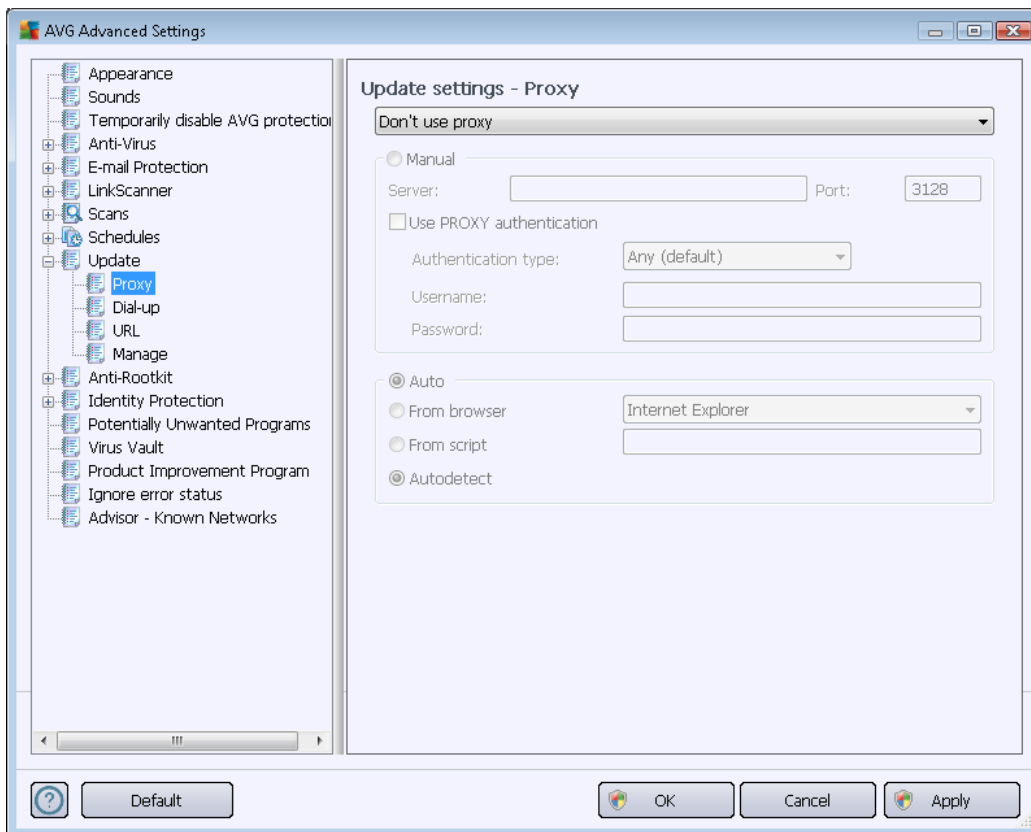 AVG Advanced Settings
Appearance
Sounds
Temporarily disable AVG protection
Anti-Virus
E-mail Protection
LinkScanner
Scans
Schedules
Update
Proxy
Dial-up
URL
Manage
Anti-Rootkit
Identity Protection
Potentially Unwanted Programs
Virus Vault
Product Improvement Program
Ignore error status
Advisor - Known Networks
Update settings - Proxy
Don't use proxy
Manual
Server:
Port: 3128
Use PROXY authentication
Authentication type: Any (default)
Username:
Password:
Auto
From browser Internet Explorer
From script
Autodetect
? Default OK Cancel Apply